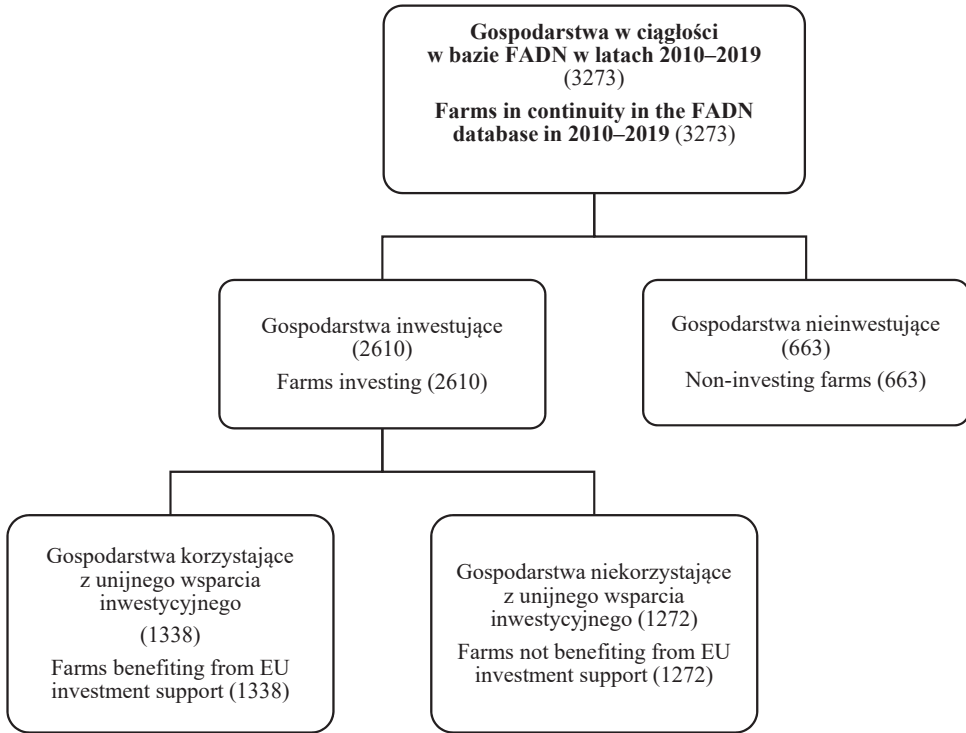 Gospodarstwa w ciągłości
w bazie FADN w latach 2010–2019
(3273)
Farms in continuity in the FADN
database in 2010–2019 (3273)
Gospodarstwa inwestujące
(2610)
Farms investing (2610)
Gospodarstwa nieinwestujące
(663)
Non-investing farms (663)
Gospodarstwa korzystające
z unijnego wsparcia
inwestycyjnego
(1338)
Farms benefiting from EU
investment support (1338)
Gospodarstwa niekorzystające
z unijnego wsparcia
inwestycyjnego (1272)
Farms not benefiting from EU
investment support (1272)